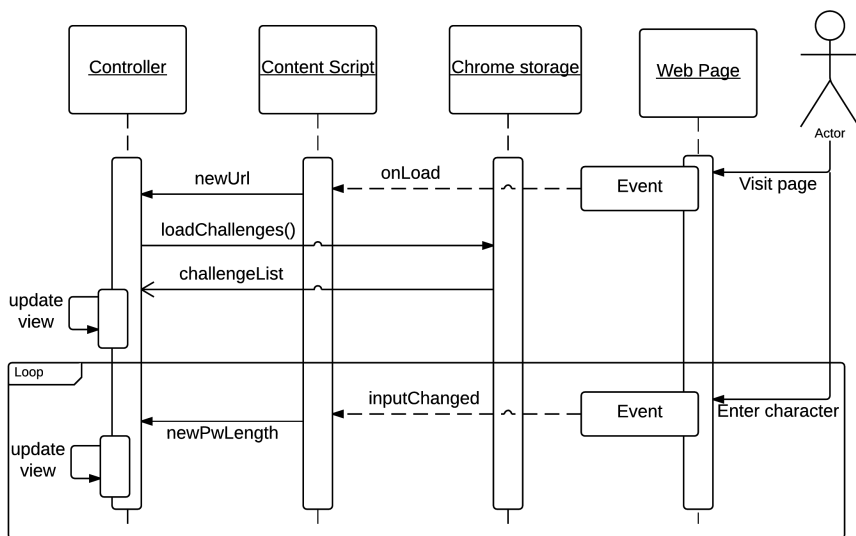 Controller
Content Script
Chrome storage
Web Page
Actor
newUrl
onLoad
Event
Visit page
loadChallenges()
challengeList
update
view
Loop
inputChanged
Event
Enter character
newPwLength
update
view